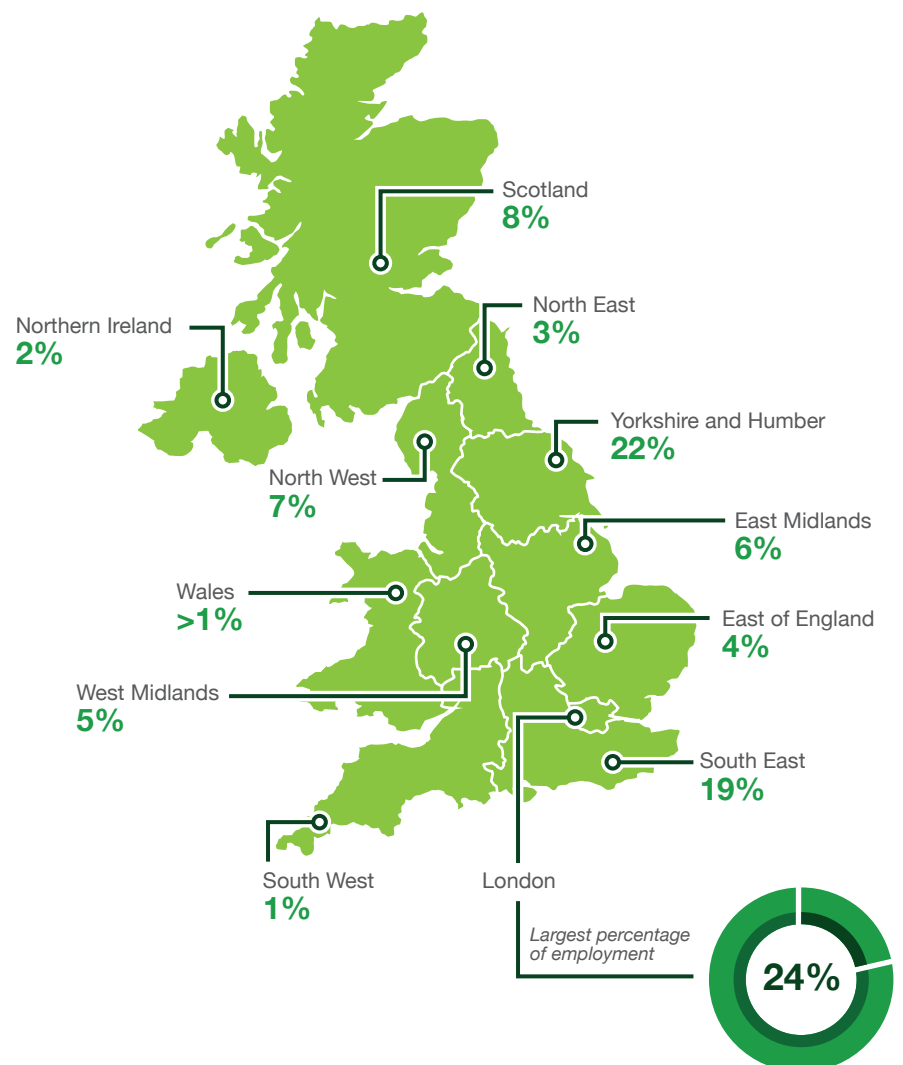 Scotland
8%
North East
3%
Northern Ireland
2%
Yorkshire and Humber
22%
North West
7%
East Midlands
6%
Wales
>1%
East of England
4%
West Midlands
5%
South East
19%
South West
1%
London
Largest percentage
of employment
24%